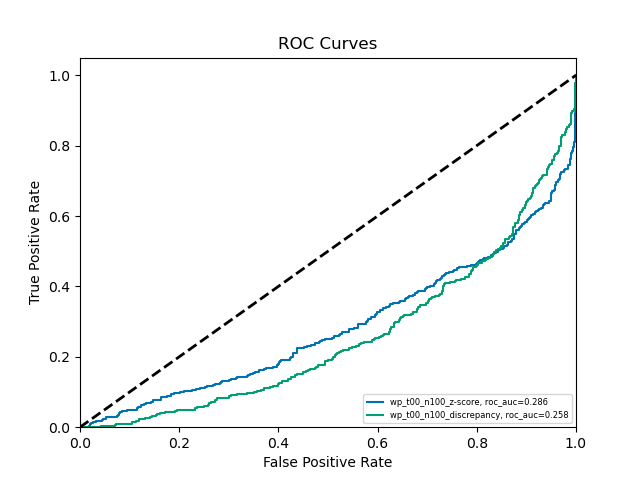 ROC Curves
True Positive Rate
1.0
0.8
0.6
0.4
0.2
0.0
0.0 0.2 0.4 0.6 0.8 1.0
False Positive Rate
wp_t00_n100_z-score, roc_auc=0.286
wp_t00_n100_discrepancy, roc_auc=0.258